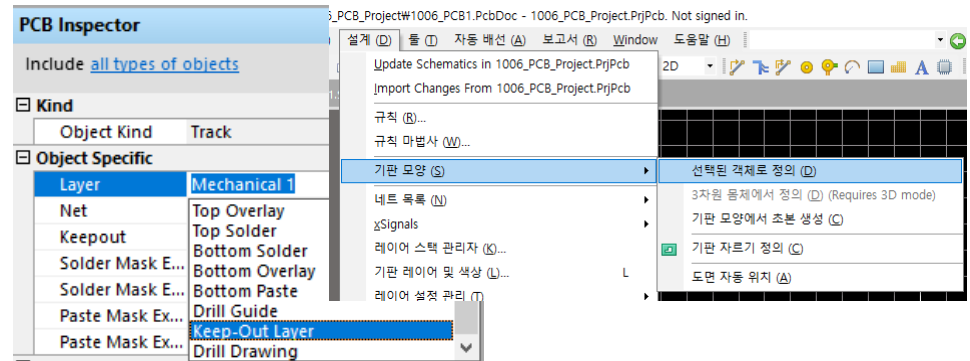 PCB Inspector
Include all types of objects
Kind
Object Kind Track
Object Specific
Layer Mechanical 1
Net
Keepout
Solder Mask E...
Solder Mask E...
Paste Mask Ex...
Paste Mask Ex...
Top Overlay
Top Solder
Bottom Solder
Bottom Overlay
Bottom Paste
Drill Guide
Keep-Out Layer
Drill Drawing
_PCB_Project₩1006_PCB1.PcbDoc - 1006_PCB_Project.PrjPcb. Not signed in.
설계 (D) 툴 (T) 자동 배선 (A) 보고서 (R) Window 도움말 (H)
2D
Update Schematics in 1006_PCB_Project.PrjPcb
Import Changes From 1006_PCB_Project.PrjPcb
규칙 (R)...
규칙 마법사 (W)...
기판 모양 (S)
네트 목록 (N)
xSignals
레이어 스택 관리자 (K)...
기판 레이어 및 색상 (L)... L
레이어 설정 관리 (T)
선택된 객체로 정의 (D)
3차원 몸체에서 정의 (D) (Requires 3D mode)
기판 모양에서 초본 생성 (C)
기판 자르기 정의 (C)
도면 자동 위치 (A)